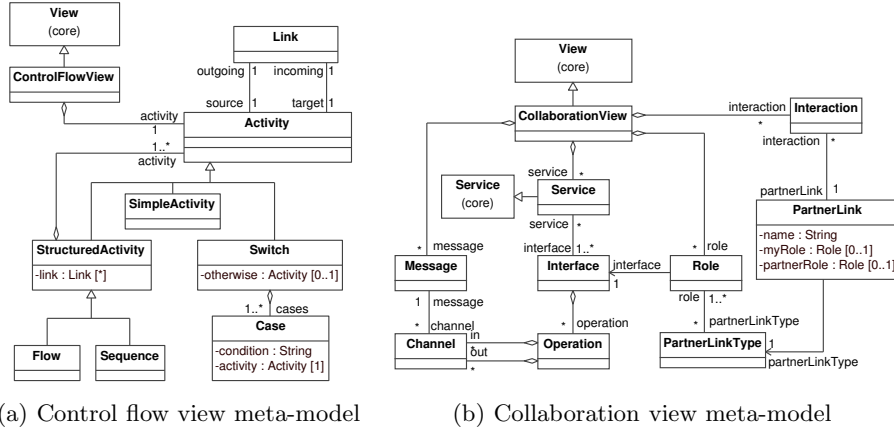 View
(core)
ControlFlowView
Link
outgoing 1
incoming 1
source 1
target 1
activity
1
Activity
1..*
activity
SimpleActivity
StructuredActivity
-link : Link [*]
Switch
-otherwise : Activity [0..1]
1..* cases
Case
-condition : String
-activity : Activity [1]
Flow
Sequence
(a) Control flow view meta-model
View
(core)
CollaborationView
interaction
*
Interaction
interaction *
Service
(core)
service *
Service
service *
partnerLink 1
PartnerLink
-name : String
-myRole : Role [0..1]
-partnerRole : Role [0..1]
* message
interface 1..*
* role
Message
Interface
interface
1
Role
1 message
role 1..*
* channel
* operation
* partnerLinkType
Channel
in
*
out
*
Operation
PartnerLinkType
1
partnerLinkType
(b) Collaboration view meta-model